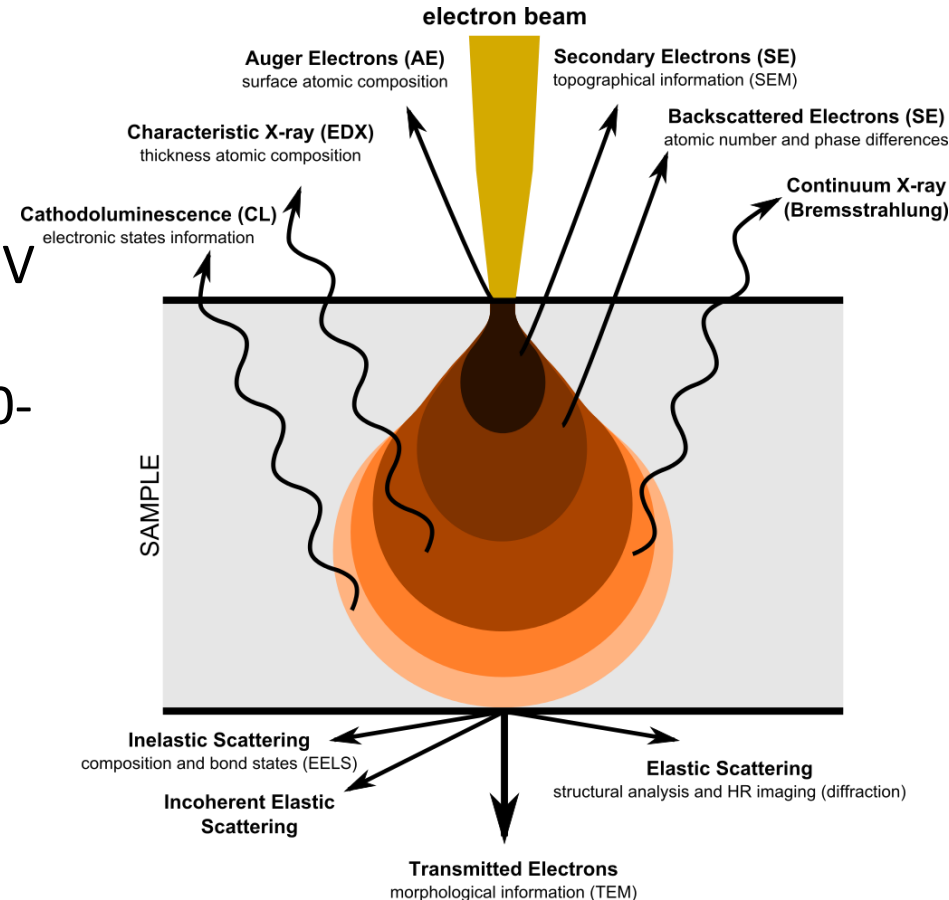 electron beam
Auger Electrons (AE)
surface atomic composition
Secondary Electrons (SE)
topographical information (SEM)
Backscattered Electrons (SE)
atomic number and phase differences
Characteristic X-ray (EDX)
thickness atomic composition
Continuum X-ray
(Bremsstrahlung)
Cathodoluminescence (CL)
electronic states information
V
0-
SAMPLE
Inelastic Scattering
composition and bond states (EELS)
Incoherent Elastic
Scattering
Elastic Scattering
structural analysis and HR imaging (diffraction)
Transmitted Electrons
morphological information (TEM)